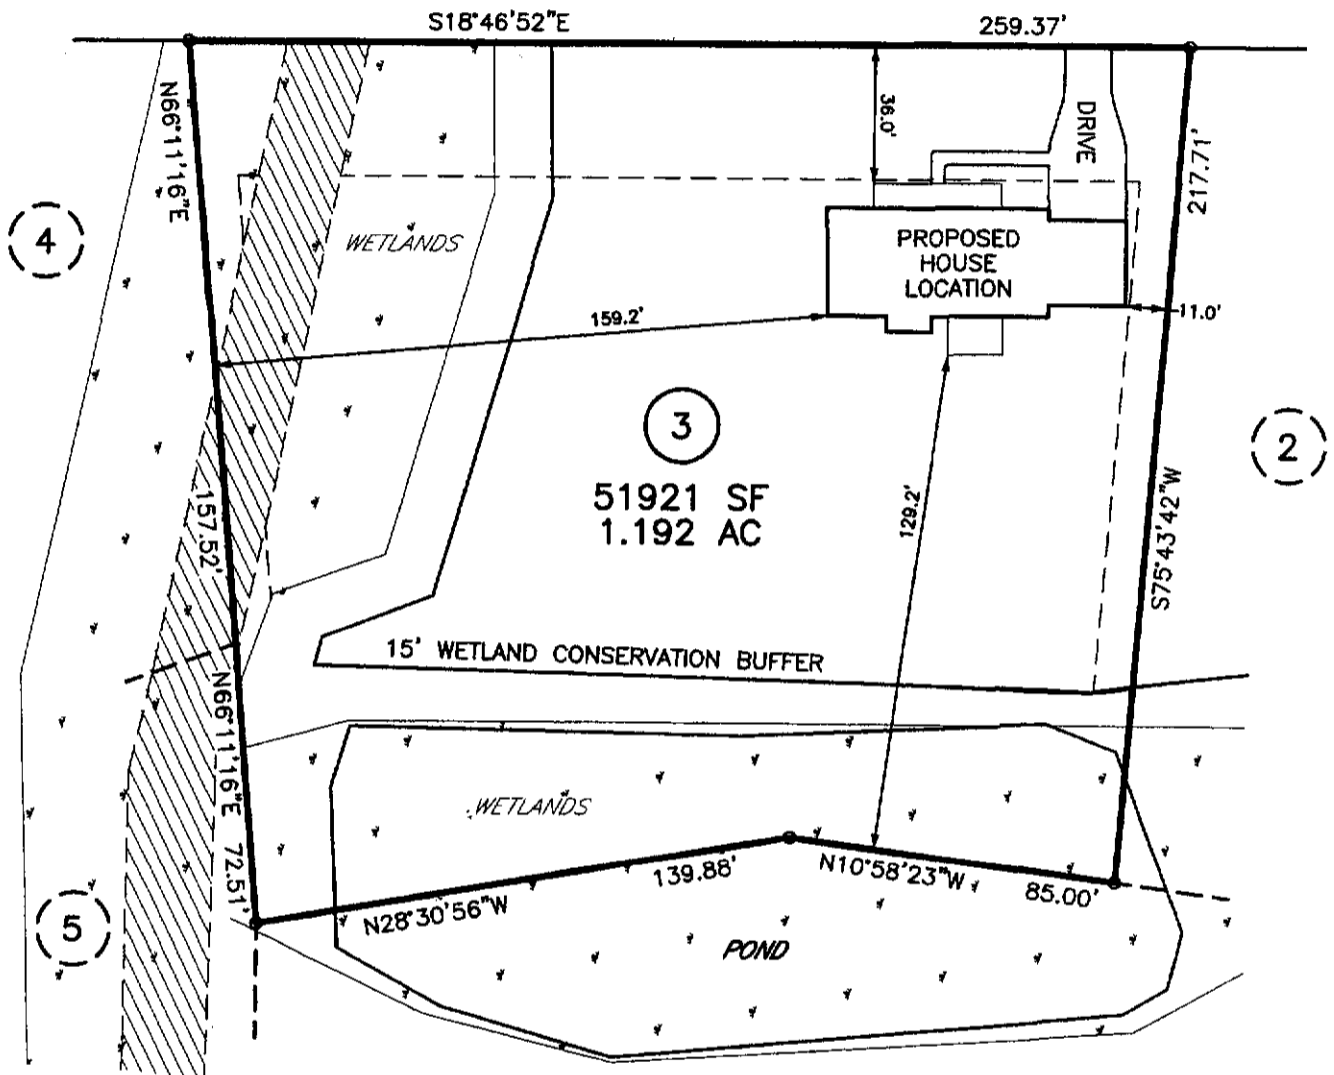 S18°46'52"E
259.37'
N66°11'16"E
36.0'
DRIVE
217.71'
4
WETLANDS
PROPOSED
HOUSE
LOCATION
159.2'
11.0'
3
2
51921 SF
1.192 AC
157.52'
129.2'
S75°43'42"W
15' WETLAND CONSERVATION BUFFER
N66°11'16"E 72.51'
WETLANDS
139.88'
N10°58'23"W
85.00'
N28°30'56"W
5
POND